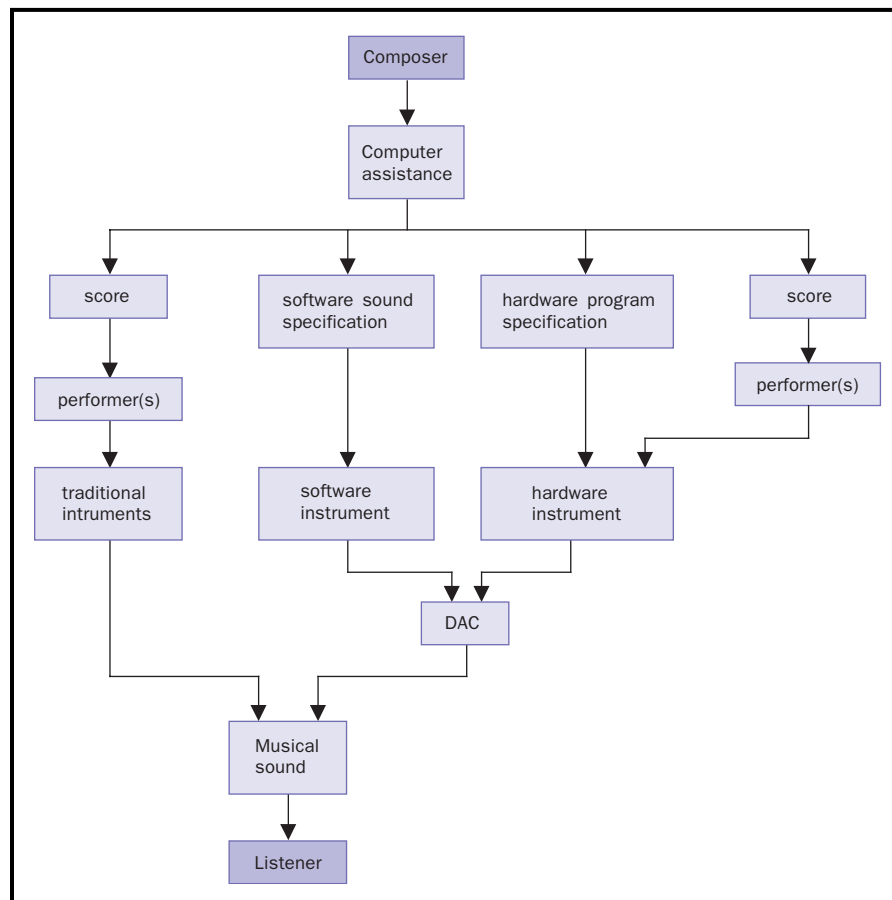 Composer
Computer
assistance
score
software sound
specification
hardware program
specification
score
performer(s)
performer(s)
traditional
intruments
software
instrument
hardware
instrument
DAC
Musical
sound
Listener